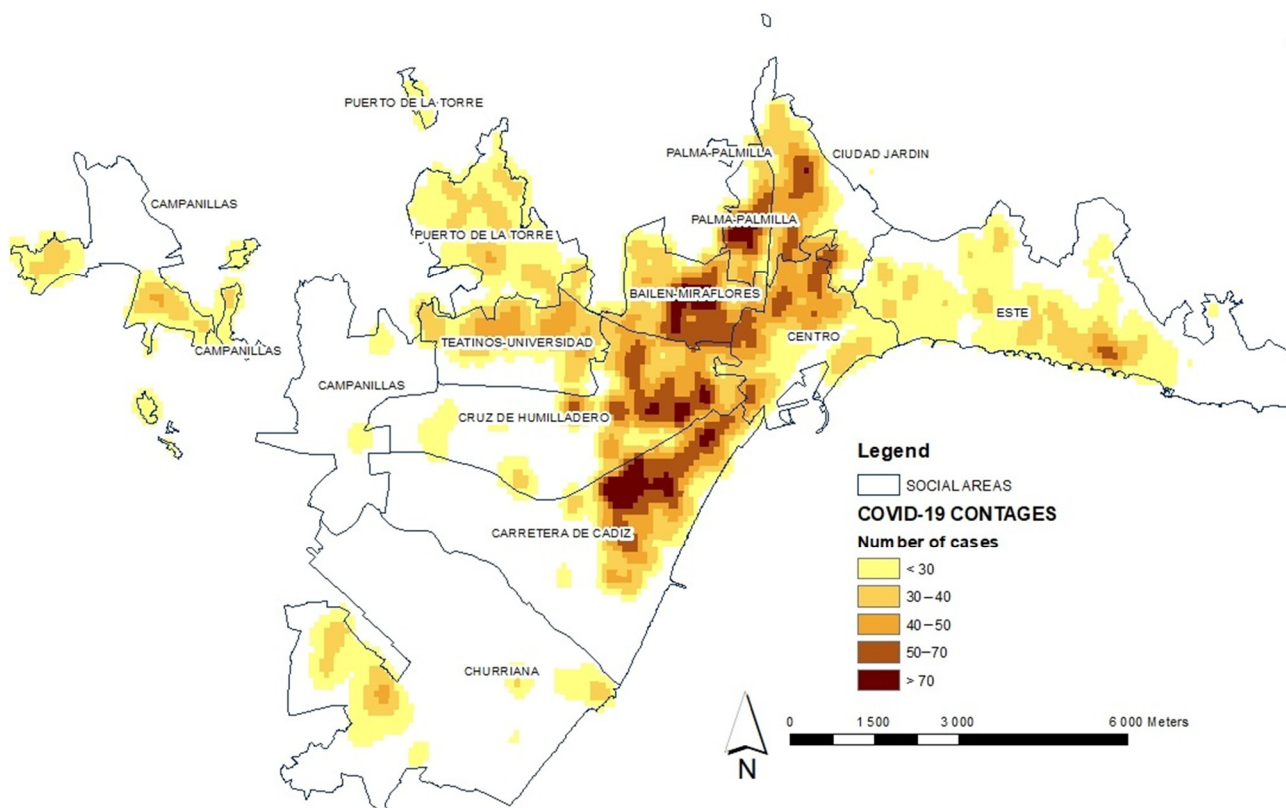 PUERTO DE LA TORRE
PALMA-PALMILLA
CIUDAD JARDIN
CAMPANILLAS
PALMA-PALMILLA
PUERTO DE LA TORRE
BAILEN-MIRAFLORES
ESTE
CENTRO
TEATINOS-UNIVERSIDAD
CAMPANILLAS
CAMPANILLAS
CRUZ DE HUMILLADERO
CARRETERA DE CADIZ
CHURRIANA
Legend
SOCIAL AREAS
COVID-19 CONTAGES
Number of cases
< 30
30–40
40–50
50–70
> 70
0 1 500 3 000 6 000 Meters
N